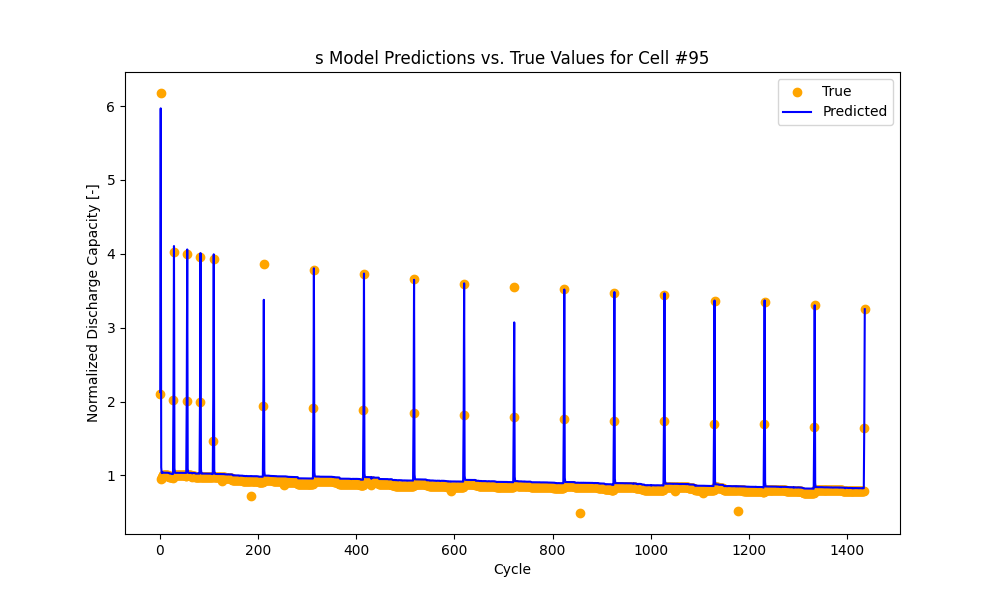 s Model Predictions vs. True Values for Cell #95
True
Predicted
Normalized Discharge Capacity [-]
6
5
4
3
2
1
0
200
400
600
800
1000
1200
1400
Cycle